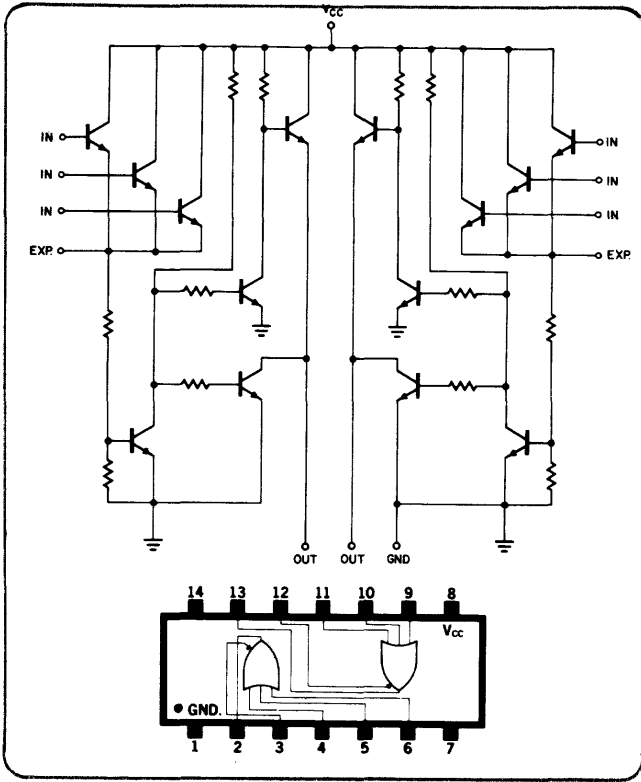 VCC
IN IN
IN IN
IN IN
EXP. EXP.
OUT OUT GND
14 13 12 11 10 9 8
VCC
GND.
1 2 3 4 5 6 7